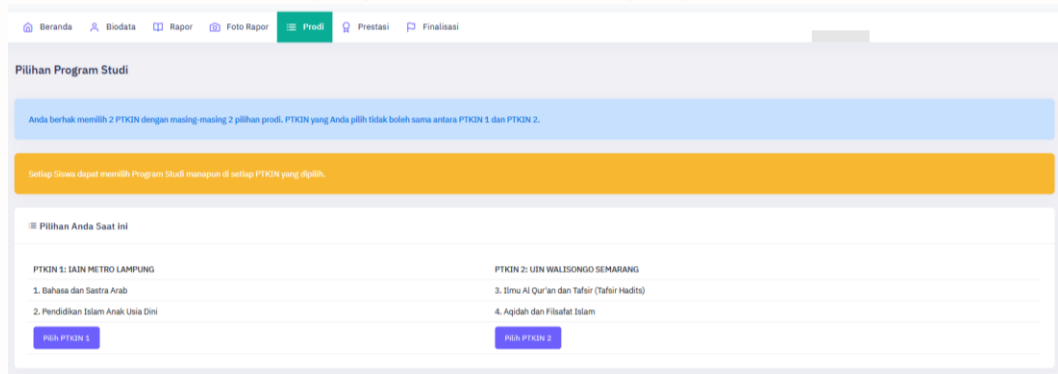 Beranda Biodata Rapor Foto Rapor Prodi Prestasi Finalisasi
Pilihan Program Studi
Anda berhak memilih 2 PTKIN dengan masing-masing 2 pilihan prodi. PTKIN yang Anda pilih tidak boleh sama antara PTKIN 1 dan PTKIN 2.
Setiap Siswa dapat memilih Program Studi manapun di setiap PTKIN yang dipilih.
Pilihan Anda Saat ini
PTKIN 1: IAIN METRO LAMPUNG
1. Bahasa dan Sastra Arab
2. Pendidikan Islam Anak Usia Dini
Pilih PTKIN 1
PTKIN 2: UIN WALISONGO SEMARANG
3. Ilmu Al Qur'an dan Tafsir (Tafsir Hadits)
4. Aqidah dan Filsafat Islam
Pilih PTKIN 2